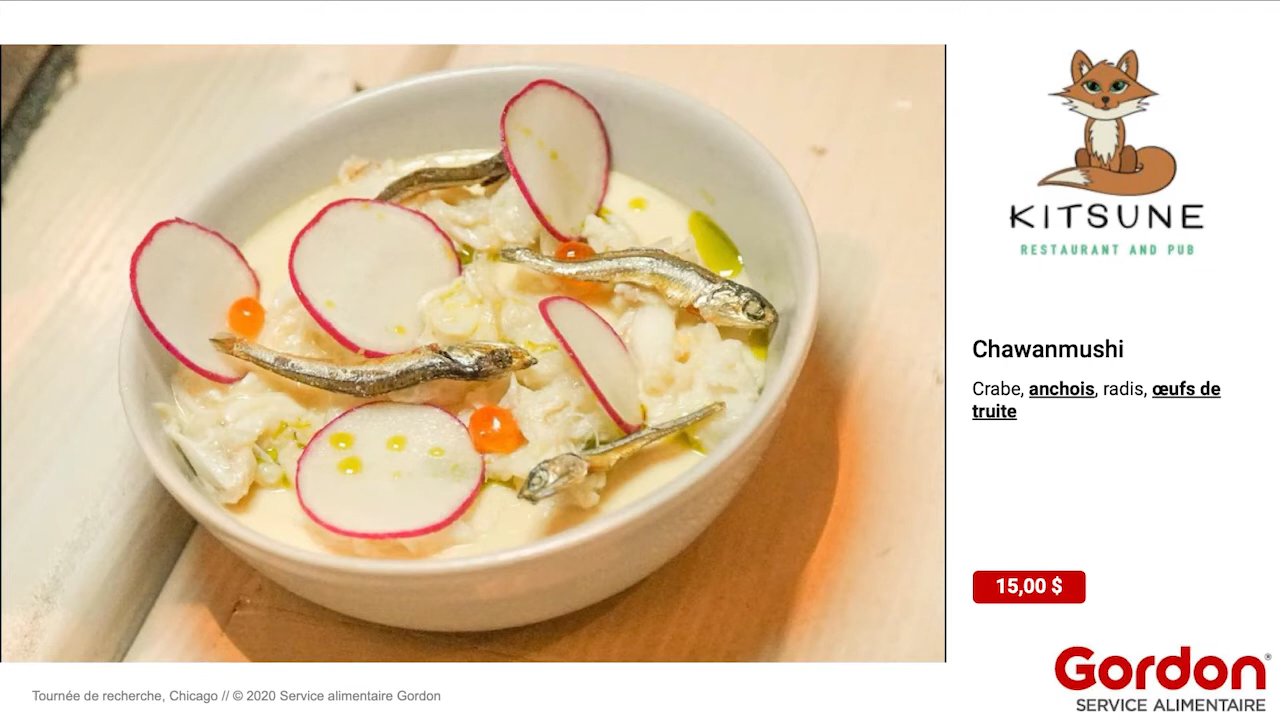 KITSUNE
RESTAURANT AND PUB
Chawanmushi
Crabe, anchois, radis, œufs de
truite
15,00 $
Gordon®
SERVICE ALIMENTAIRE
Tournée de recherche, Chicago // © 2020 Service alimentaire Gordon